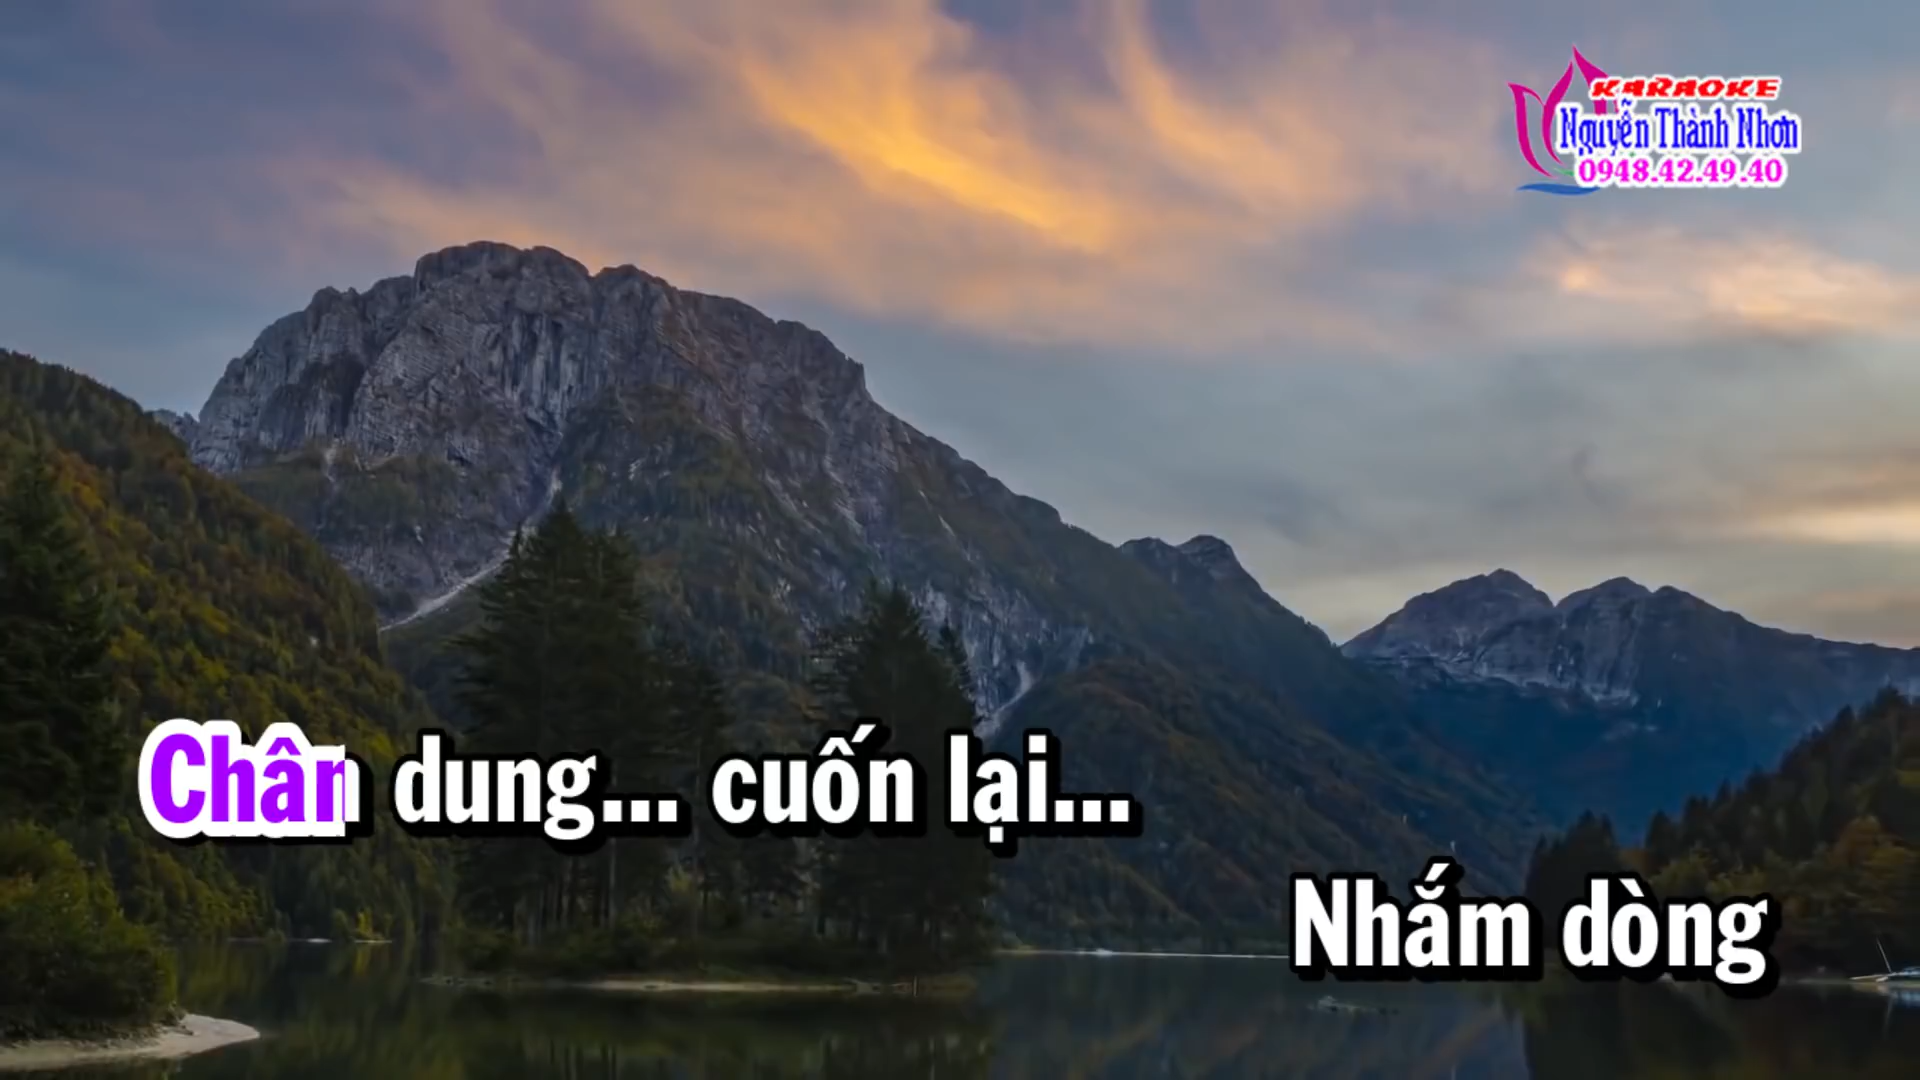 KARAOKE
Nguyễn Thành Nhơn
0948.42.49.40
Chân dung... cuốn lại...
Nhắm dòng